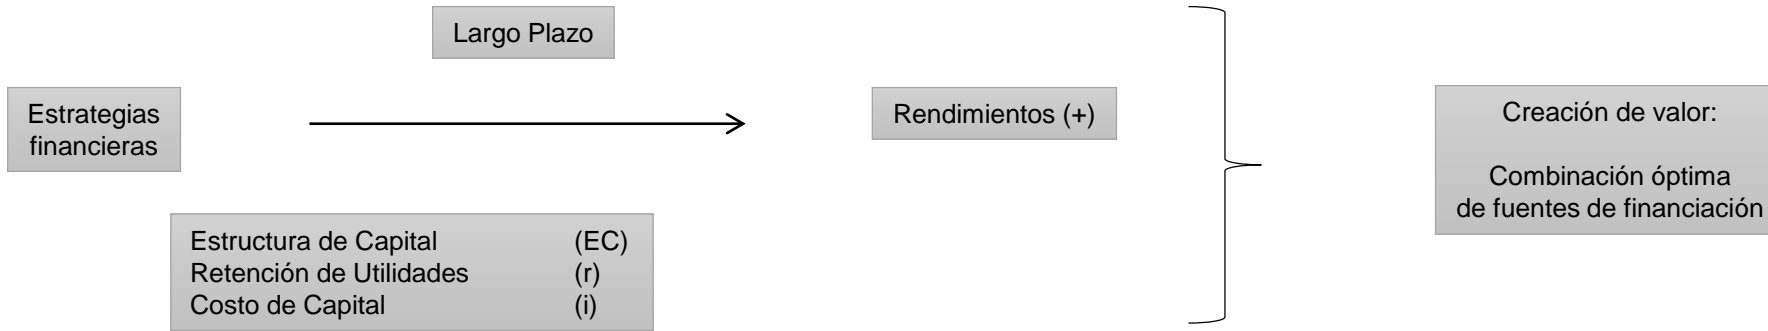 Largo Plazo
Estrategias
financieras
Rendimientos (+)
Creación de valor:
Combinación óptima
de fuentes de financiación
Estructura de Capital (EC)
Retención de Utilidades (r)
Costo de Capital (i)